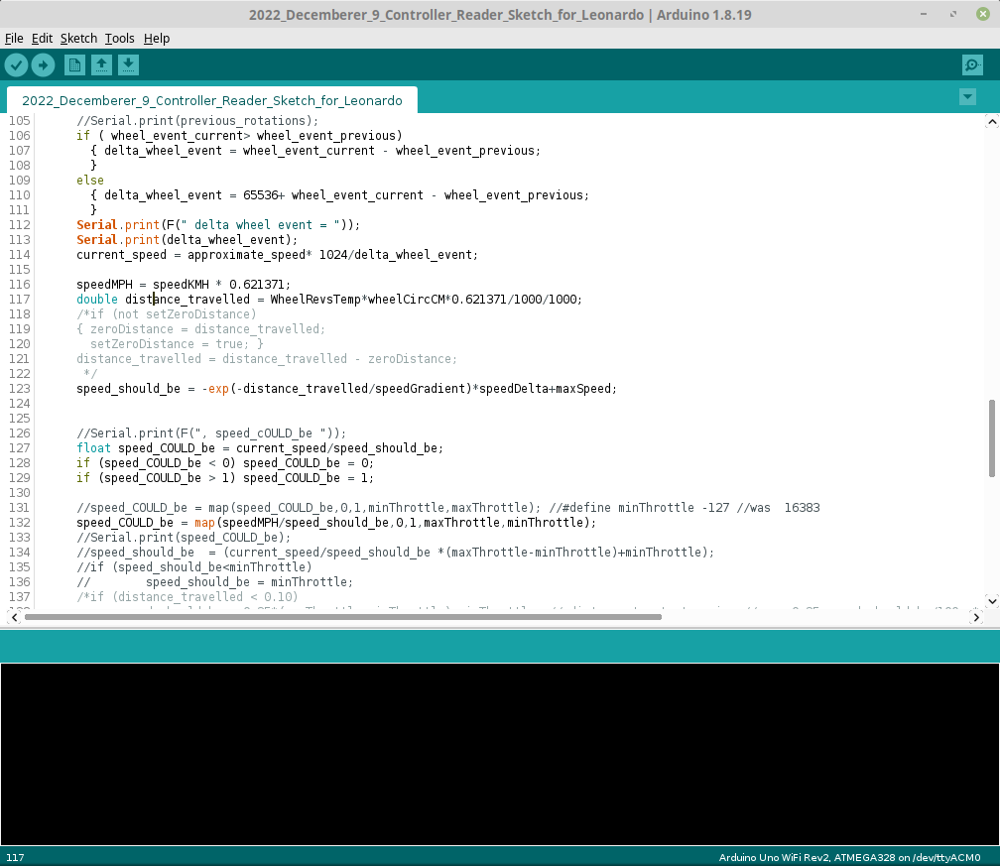 2022_Decemberer_9_Controller_Reader_Sketch_for_Leonardo | Arduino 1.8.19
File Edit Sketch Tools Help
2022_Decemberer_9_Controller_Reader_Sketch_for_Leonardo
105 //Serial.print(previous_rotations);
106 if ( wheel_event_current> wheel_event_previous)
107 { delta_wheel_event = wheel_event_current - wheel_event_previous;
108 }
109 else
110 { delta_wheel_event = 65536+ wheel_event_current - wheel_event_previous;
111 }
112 Serial.print(F(" delta wheel event = "));
113 Serial.print(delta_wheel_event);
114 current_speed = approximate_speed* 1024/delta_wheel_event;
115
116 speedMPH = speedKMH * 0.621371;
117 double distance_travelled = WheelRevsTemp*wheelCircCM*0.621371/1000/1000;
118 /*if (not setZeroDistance)
119 { zeroDistance = distance_travelled;
120 setZeroDistance = true; }
121 distance_travelled = distance_travelled - zeroDistance;
122 */
123 speed_should_be = -exp(-distance_travelled/speedGradient)*speedDelta+maxSpeed;
124
125
126 //Serial.print(F(", speed_cOULD_be "));
127 float speed_COULD_be = current_speed/speed_should_be;
128 if (speed_COULD_be < 0) speed_COULD_be = 0;
129 if (speed_COULD_be > 1) speed_COULD_be = 1;
130
131 //speed_COULD_be = map(speed_COULD_be,0,1,minThrottle,maxThrottle); //#define minThrottle -127 //was 16383
132 speed_COULD_be = map(speedMPH/speed_should_be,0,1,maxThrottle,minThrottle);
133 //Serial.print(speed_COULD_be);
134 //speed_should_be = (current_speed/speed_should_be *(maxThrottle-minThrottle)+minThrottle);
135 //if (speed_should_be<minThrottle)
136 // speed_should_be = minThrottle;
137 /*if (distance_travelled < 0.10)
117
Arduino Uno WiFi Rev2, ATMEGA328 on /dev/ttyACM0